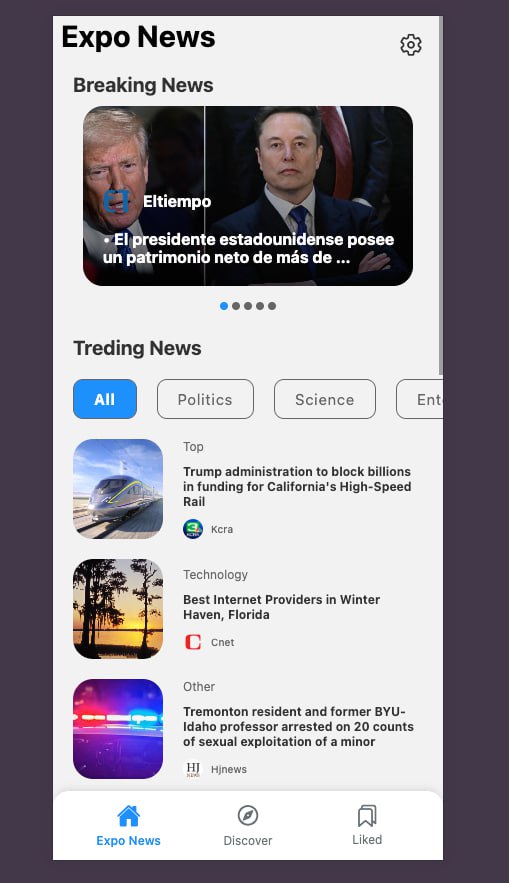 Expo News
Breaking News
Eltiempo
• El presidente estadounidense posee
un patrimonio neto de más de ...
Treding News
All
Politics
Science
Ent
Top
Trump administration to block billions
in funding for California's High-Speed
Rail
3
KCRA
Kcra
Technology
Best Internet Providers in Winter
Haven, Florida
C
Cnet
Other
Tremonton resident and former BYU-
Idaho professor arrested on 20 counts
of sexual exploitation of a minor
HJ
NEWS
Hjnews
Expo News
Discover
Liked